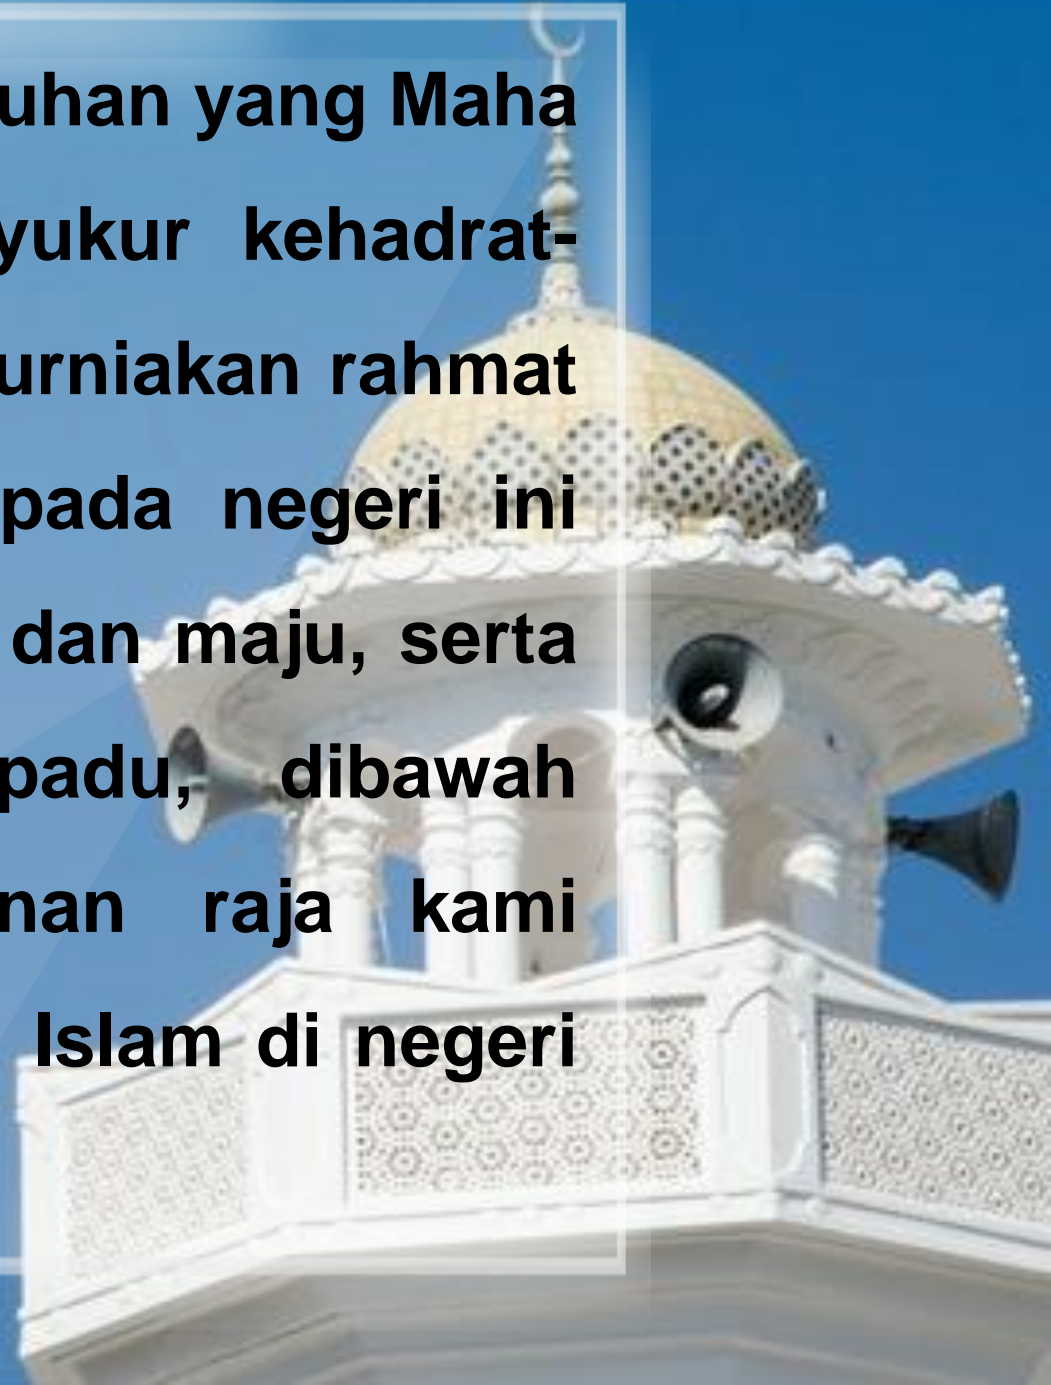 uhan yang Maha
yukur kehadrat-
urniakan rahmat
pada negeri ini
dan maju, serta
padu, dibawah
nan raja kami
Islam di negeri